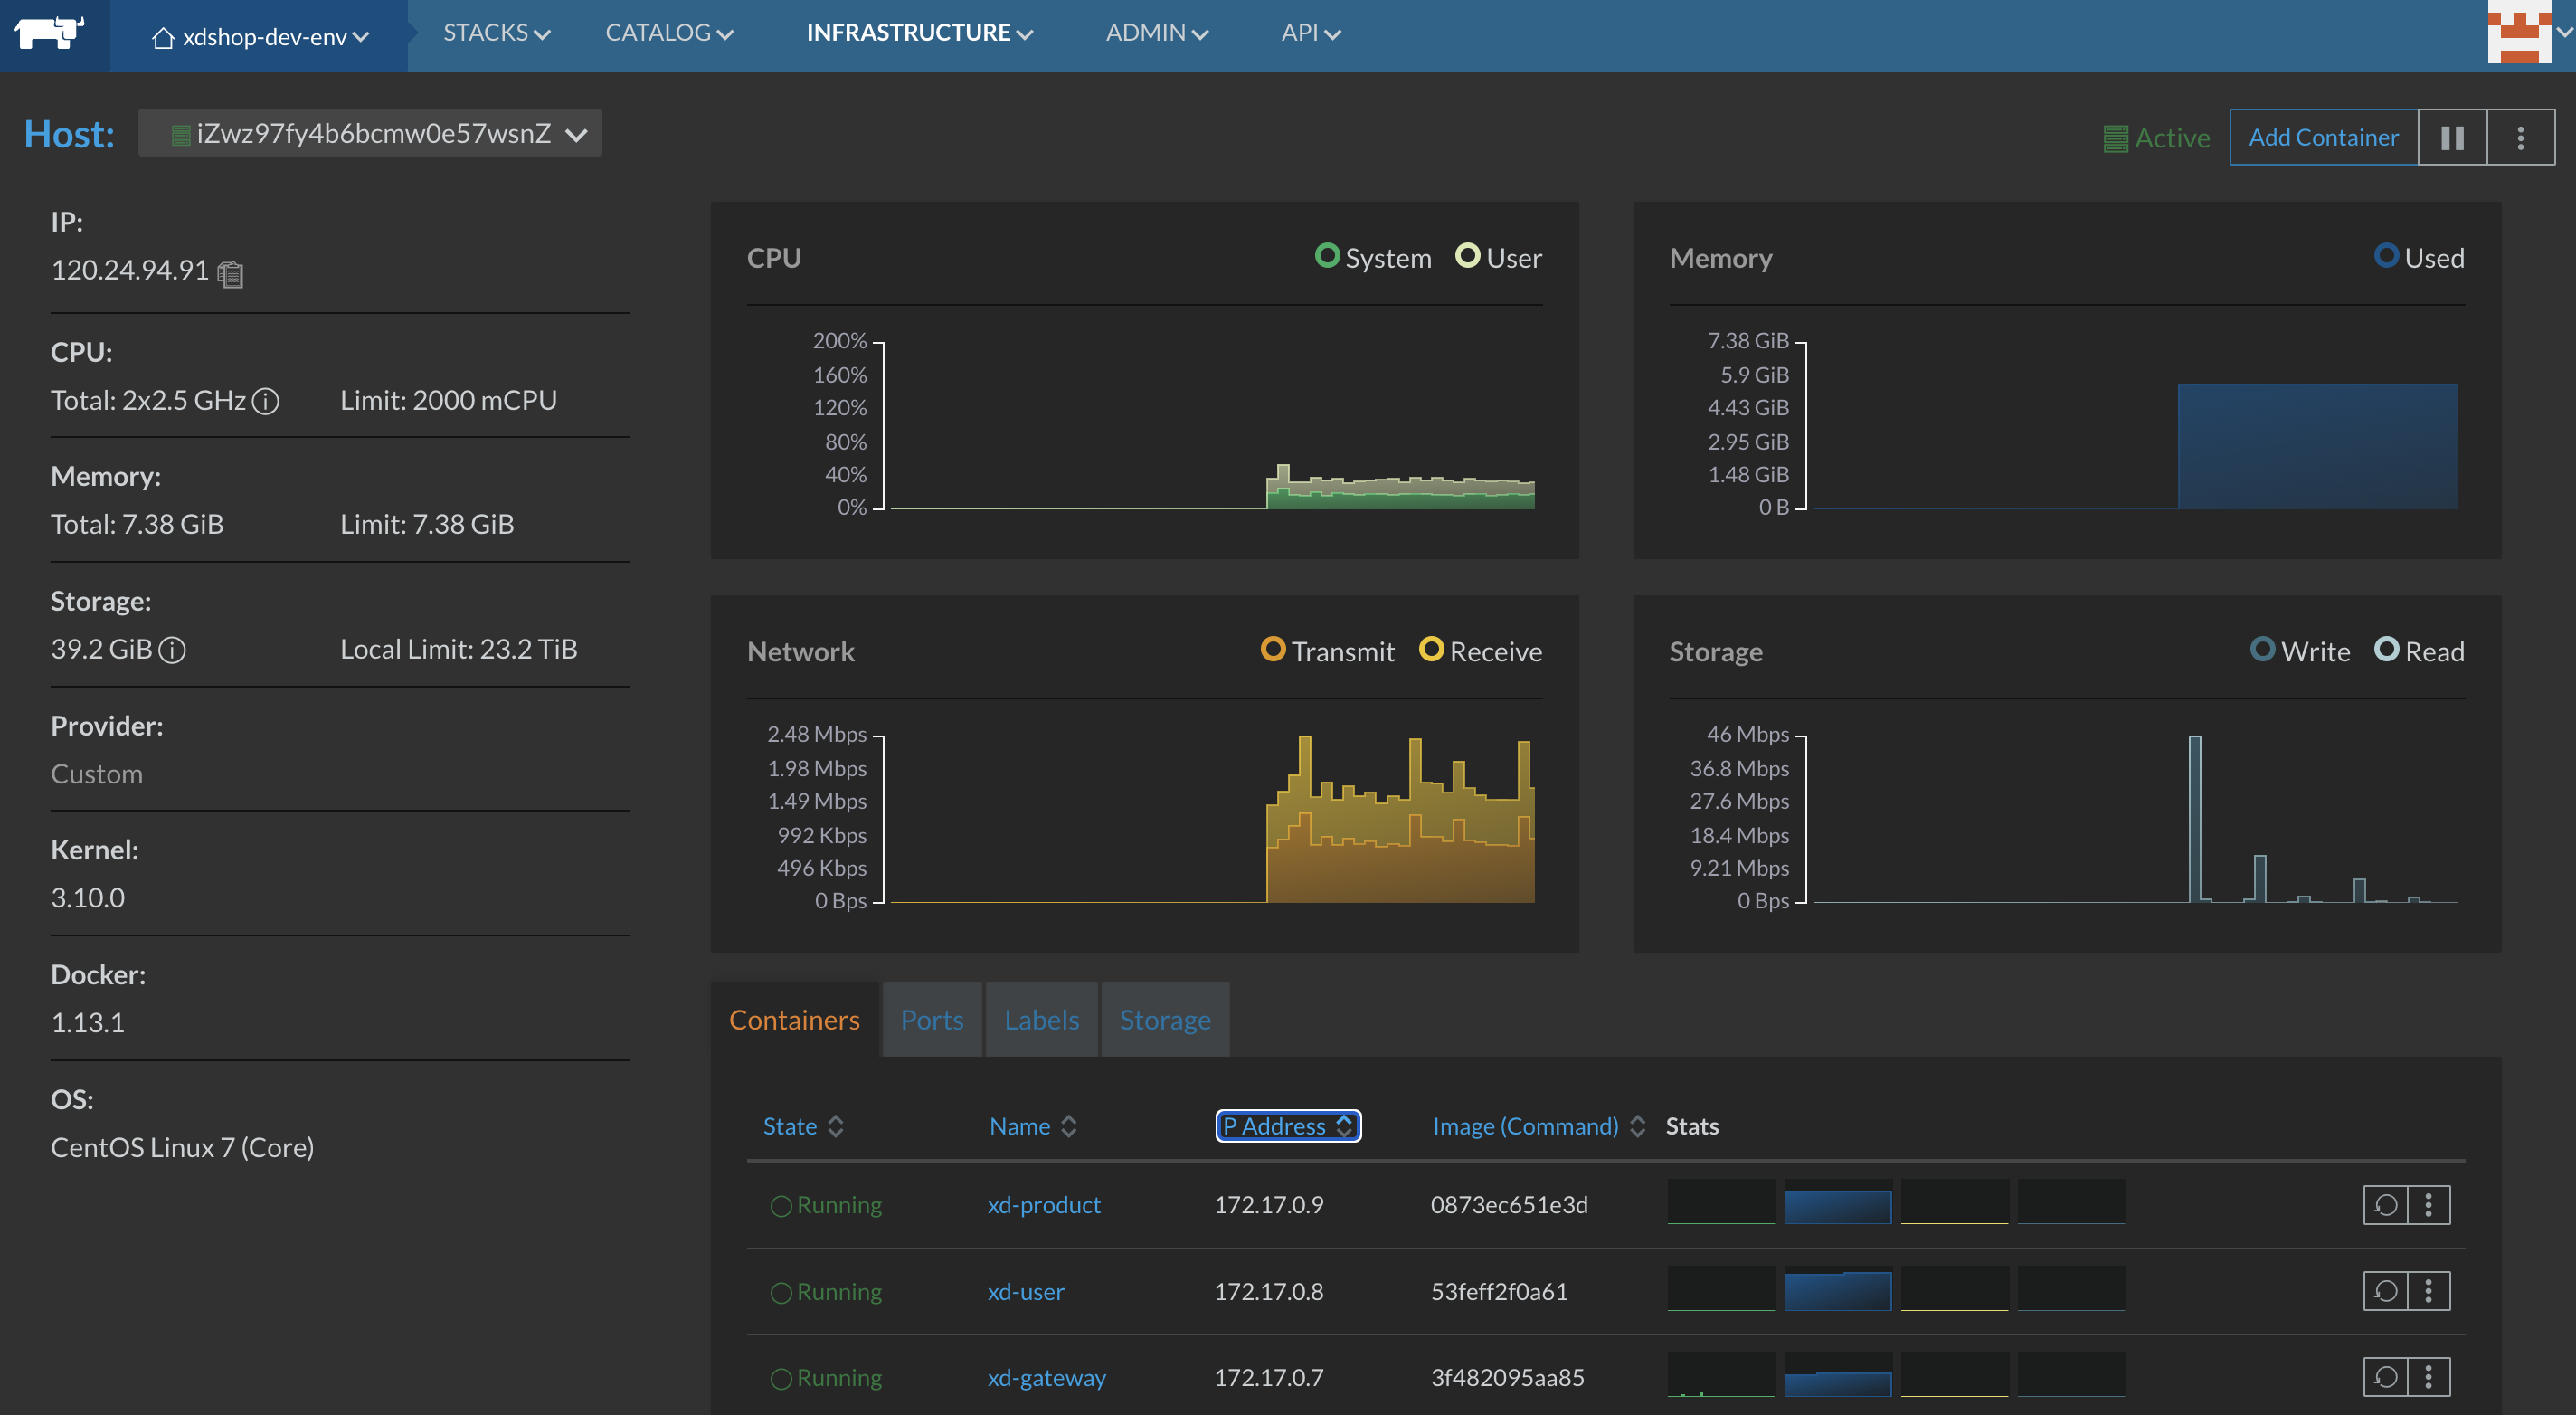 xdshop-dev-env STACKS CATALOG INFRASTRUCTURE ADMIN API
Host: iZwz97fy4b6bcmw0e57wsnZ Active Add Container
IP:
120.24.94.91
CPU:
Total: 2x2.5 GHz Limit: 2000 mCPU
Memory:
Total: 7.38 GiB Limit: 7.38 GiB
Storage:
39.2 GiB Local Limit: 23.2 TiB
Provider:
Custom
Kernel:
3.10.0
Docker:
1.13.1
OS:
CentOS Linux 7 (Core)
CPU System User
200%
160%
120%
80%
40%
0%
Memory Used
7.38 GiB
5.9 GiB
4.43 GiB
2.95 GiB
1.48 GiB
0 B
Network Transmit Receive
2.48 Mbps
1.98 Mbps
1.49 Mbps
992 Kbps
496 Kbps
0 Bps
Storage Write Read
46 Mbps
36.8 Mbps
27.6 Mbps
18.4 Mbps
9.21 Mbps
0 Bps
Containers Ports Labels Storage
State Name P Address Image (Command) Stats
Running xd-product 172.17.0.9 0873ec651e3d
Running xd-user 172.17.0.8 53feff2f0a61
Running xd-gateway 172.17.0.7 3f482095aa85